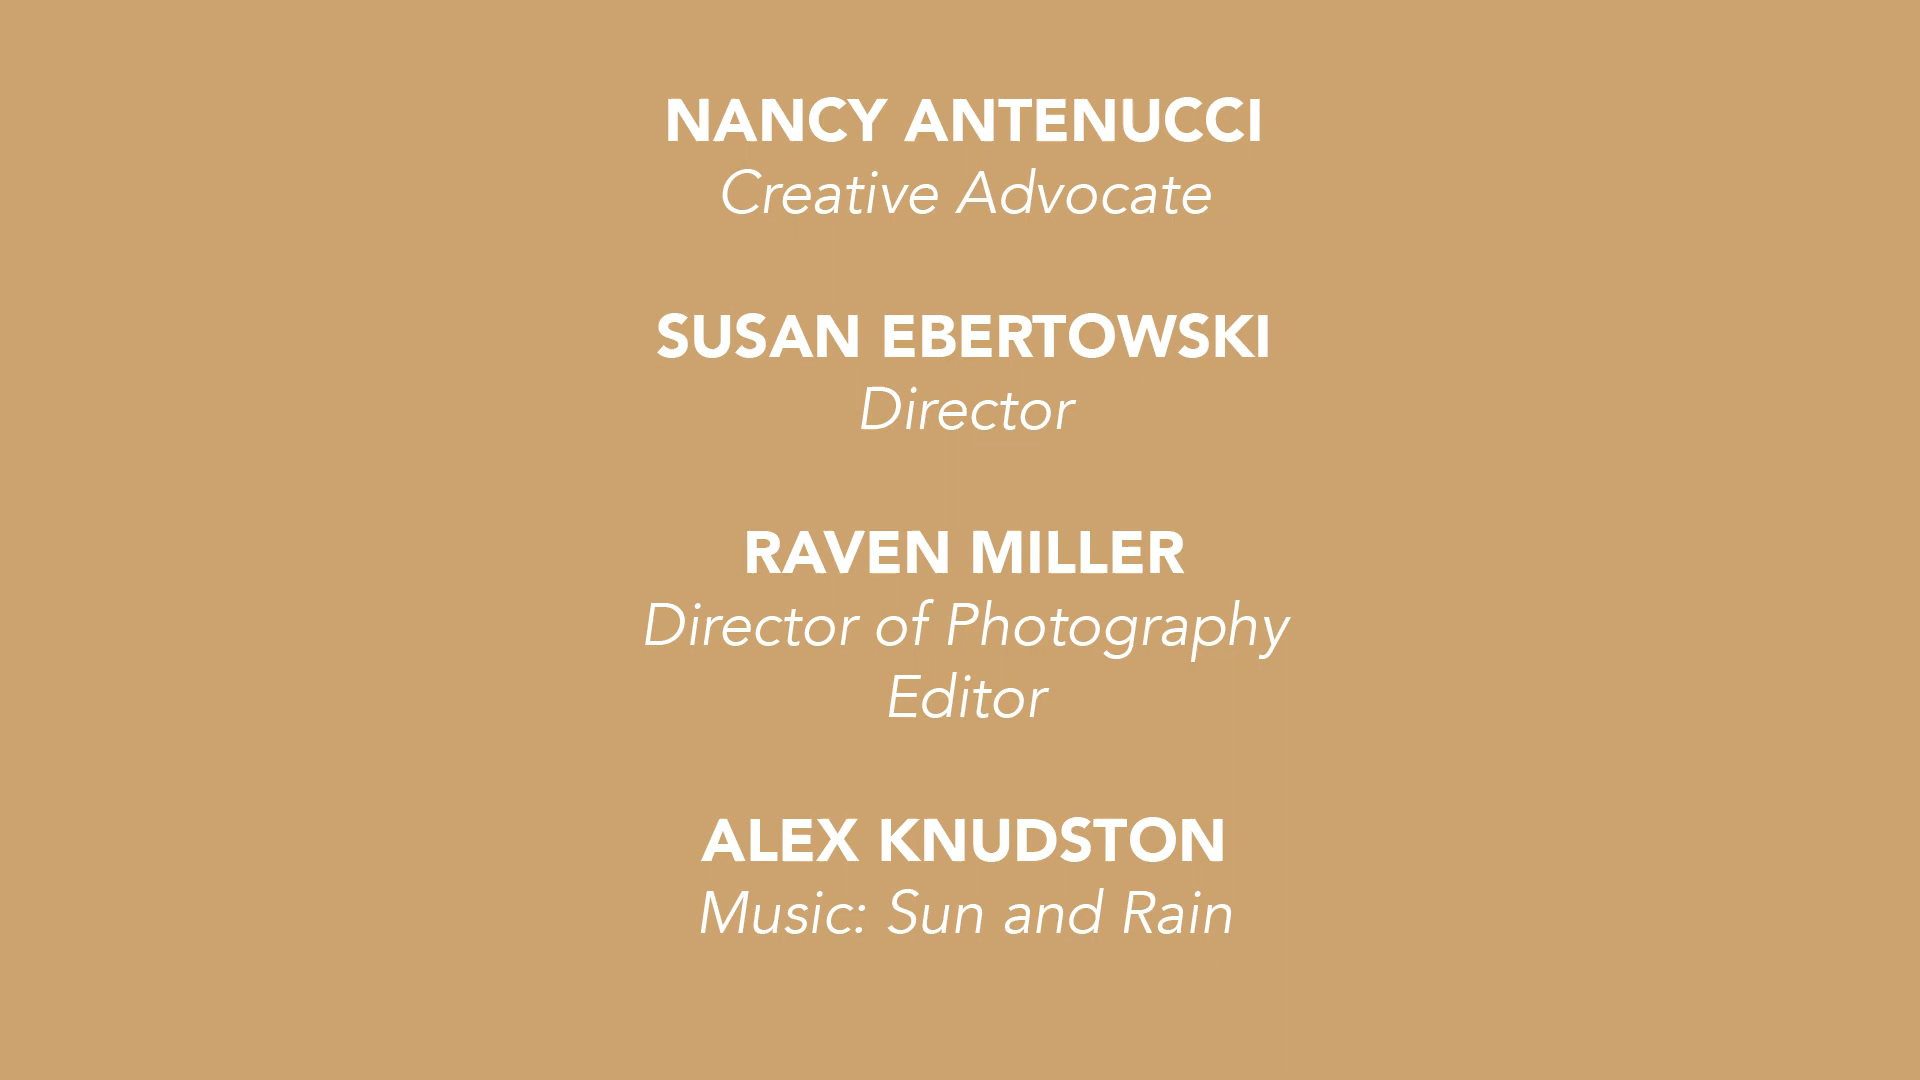 NANCY ANTENUCCI
Creative Advocate
SUSAN EBERTOWSKI
Director
RAVEN MILLER
Director of Photography
Editor
ALEX KNUDSTON
Music: Sun and Rain